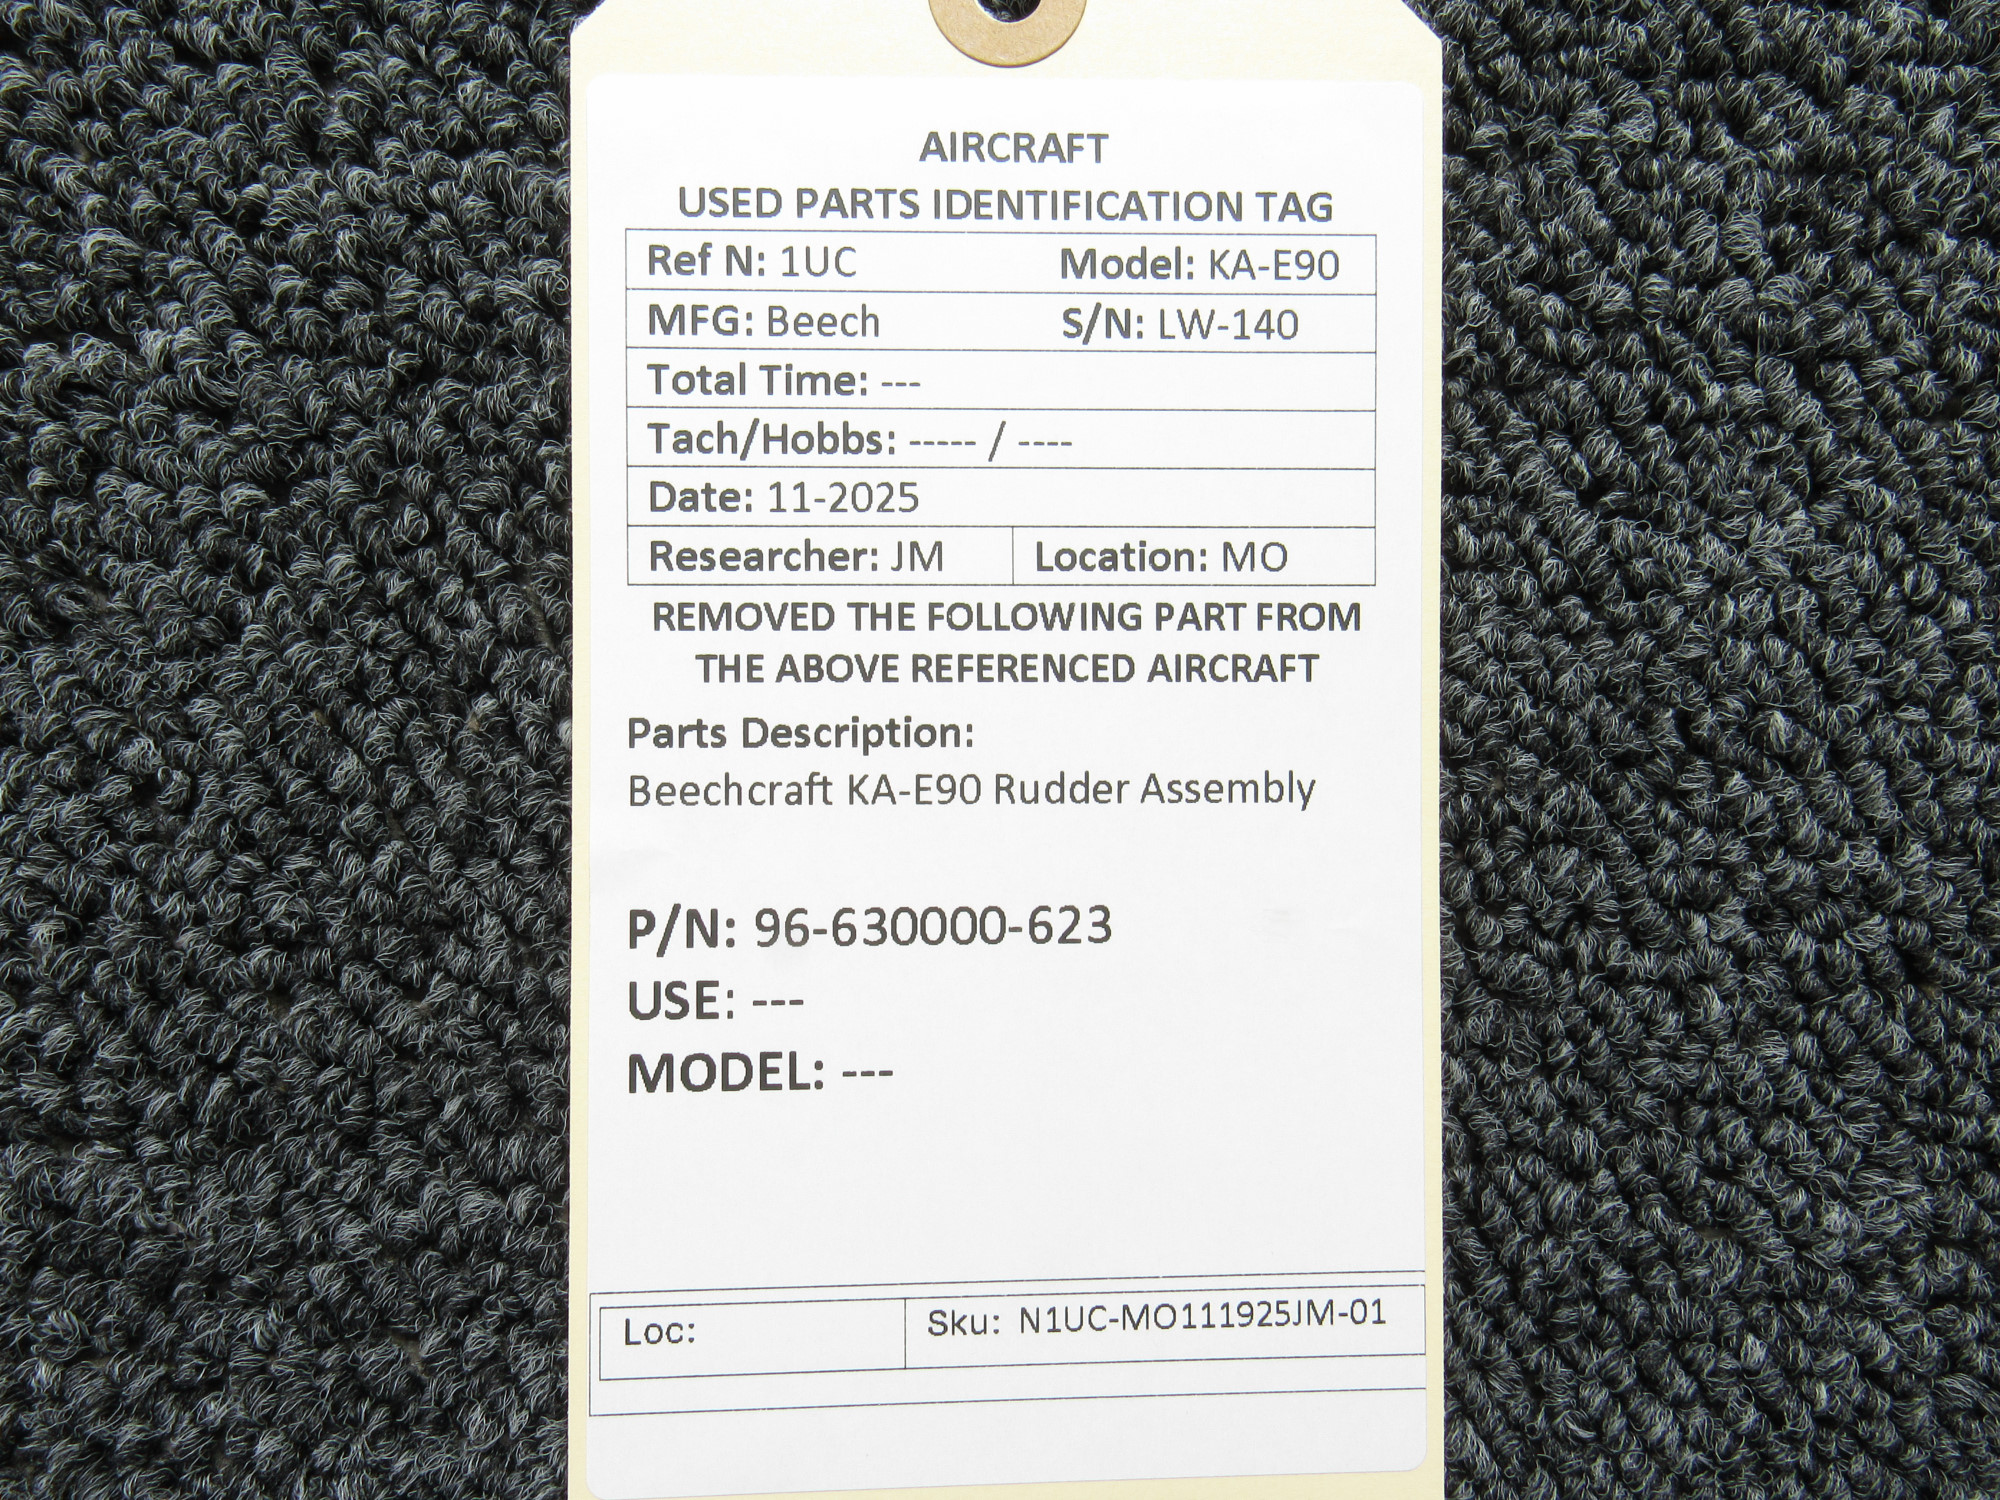 AIRCRAFT
USED PARTS IDENTIFICATION TAG
Ref N: 1UC Model: KA-E90
MFG: Beech S/N: LW-140
Total Time: ---
Tach/Hobbs: ----- / ----
Date: 11-2025
Researcher: JM Location: MO
REMOVED THE FOLLOWING PART FROM
THE ABOVE REFERENCED AIRCRAFT
Parts Description:
Beechcraft KA-E90 Rudder Assembly
P/N: 96-630000-623
USE: ---
MODEL: ---
Loc: Sku: N1UC-MO111925JM-01